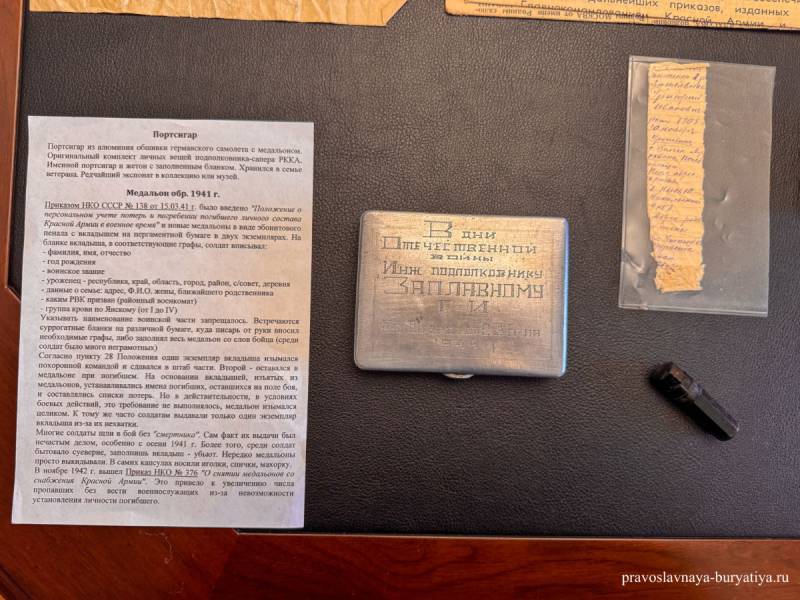 дальнейших приказов, изданных
Главнокомандованием Красной Армии и
Портсигар
Портсигар из алюминия обшивки германского самолета с медальоном.
Оригинальный комплект личных вещей подполковника-сапера РККА.
Именной портсигар и жетон с заполненным бланком. Хранился в семье
ветерана. Редчайший экспонат в коллекцию или музей.
Медальон обр. 1941 г.
Приказом НКО СССР № 138 от 15.03.41 г. было введено "Положение о
персональном учете потерь и погребении погибшего личного состава
Красной Армии в военное время" и новые медальоны в виде эбонитового
пенала с вкладышем на пергаментной бумаге в двух экземплярах. На
бланке вкладыша, в соответствующие графы, солдат вписывал:
- фамилия, имя, отчество
- год рождения
- воинское звание
- уроженец - республика, край, область, город, район, с/совет, деревня
- данные о семье: адрес, Ф.И.О. жены, ближайшего родственника
- каким РВК призван (районный военкомат)
- группа крови по Янскому (от I до IV)
Указывать наименование воинской части запрещалось. Встречаются
суррогатные бланки на различной бумаге, куда писарь от руки вносил
необходимые графы, либо заполнял весь медальон со слов бойца (среди
солдат было много неграмотных)
Согласно пункту 28 Положения один экземпляр вкладыша изымался
похоронной командой и сдавался в штаб части. Второй - оставался в
медальоне при погибшем. На основании вкладышей, изъятых из
медальонов, устанавливались имена погибших, оставшихся на поле боя,
и составлялись списки потерь. Но в действительности, в условиях
боевых действий, это требование не выполнялось, медальон изымался
целиком. К тому же часто солдатам выдавали только один экземпляр
вкладыша из-за их нехватки.
Многие солдаты шли в бой без "смертника". Сам факт их выдачи был
нечастым делом, особенно с осени 1941 г. Более того, среди солдат
бытовало суеверие, заполнишь вкладыш - убьют. Нередко медальоны
просто выкидывали. В самих капсулах носили иголки, спички, махорку.
В ноябре 1942 г. вышел Приказ НКО № 376 "О снятии медальонов со
снабжения Красной Армии". Это привело к увеличению числа
пропавших без вести военнослужащих из-за невозможности
установления личности погибшего.
В дни
Отечественной
войны
Инж. подполковнику
Заплавному
Г И
pravoslavnaya-buryatiya.ru